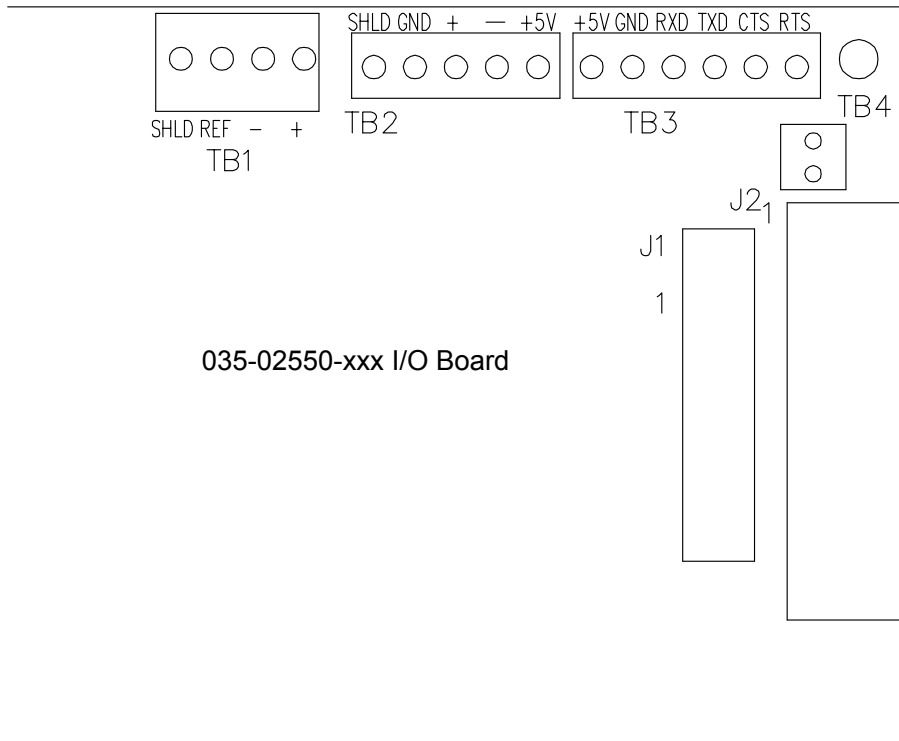 SHLD GND + — +5V
+5V GND RXD TXD CTS RTS
SHLD REF - +
TB1
TB2
TB3
TB4
J2
1
J1
1
035-02550-xxx I/O Board